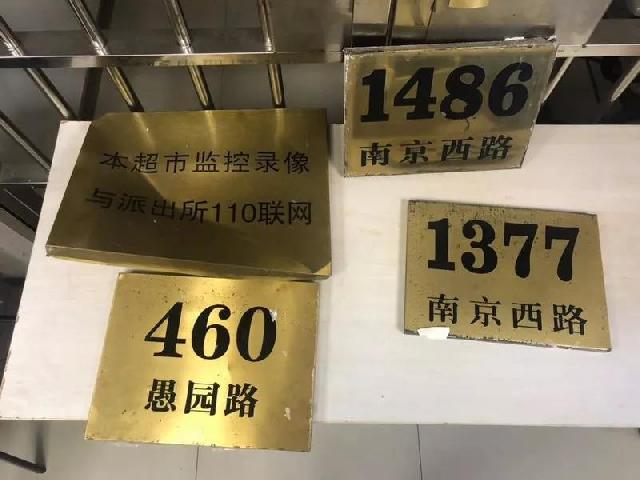 1486
南京西路
本超市监控录像
与派出所110联网
1377
南京西路
460
愚园路